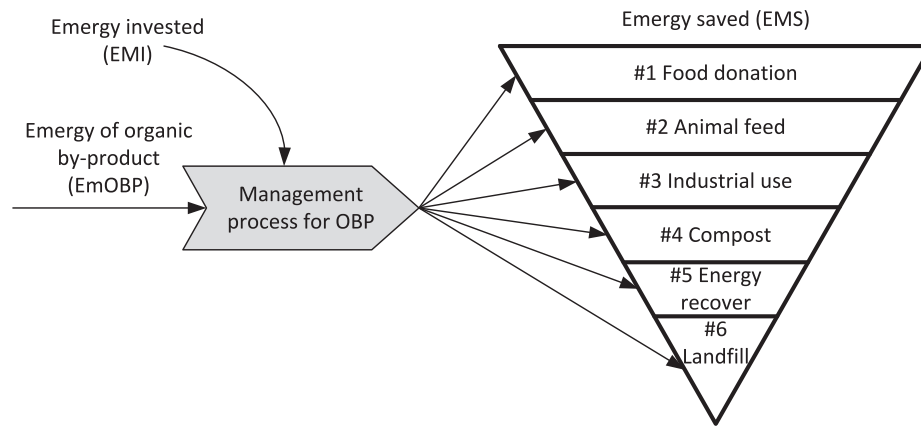 Emergy saved (EMS)
Emergy invested
(EMI)
#1 Food donation
Emergy of organic
by-product
(EmOBP)
#2 Animal feed
Management
process for OBP
#3 Industrial use
#4 Compost
#5 Energy
recover
#6
Landfill